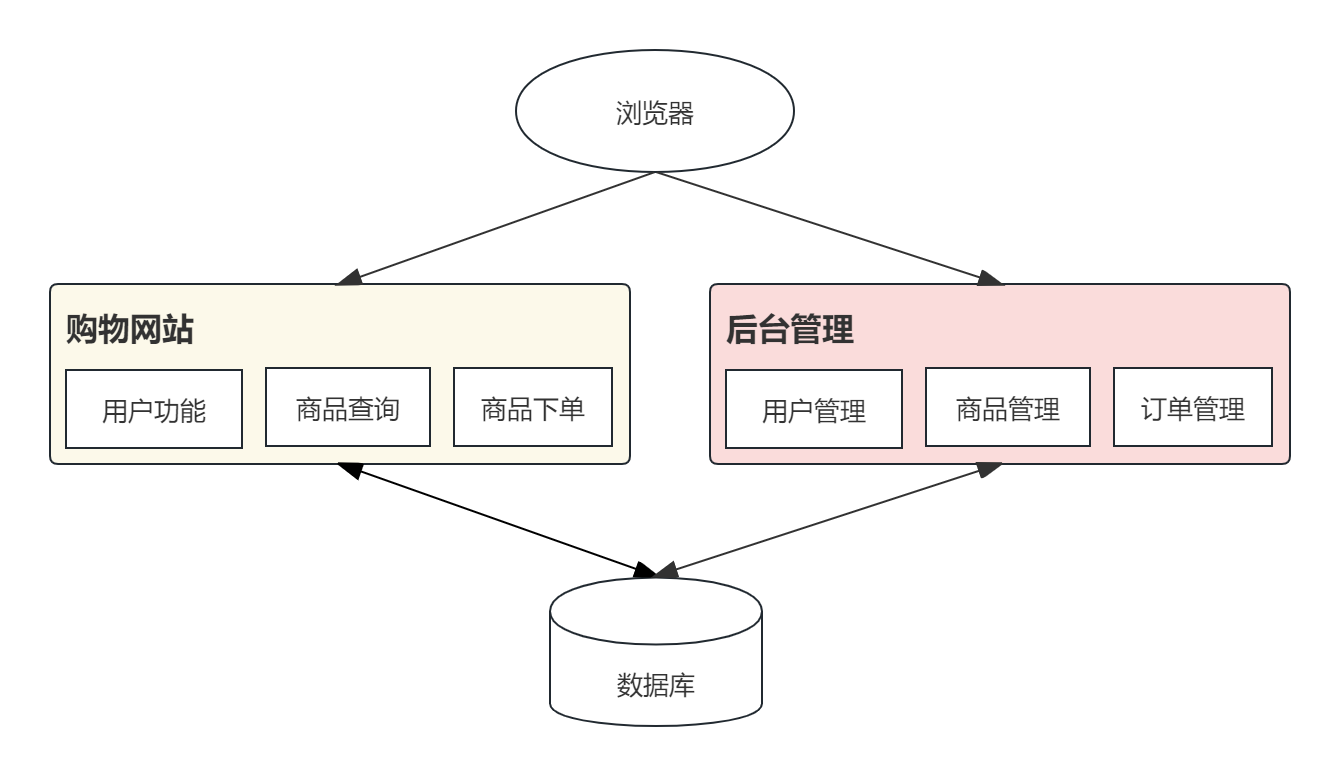 浏览器
购物网站
用户功能
商品查询
商品下单
后台管理
用户管理
商品管理
订单管理
数据库